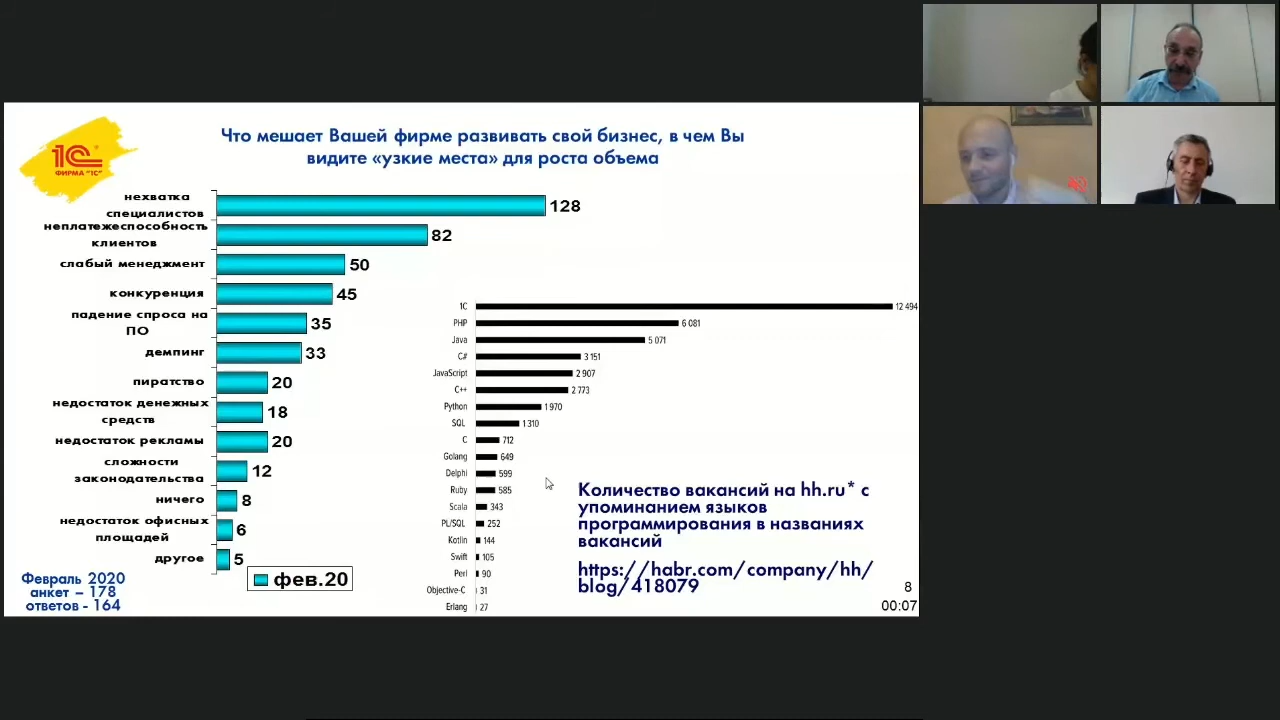 1С
ФИРМА "1С"
Что мешает Вашей фирме развивать свой бизнес, в чем Вы
видите «узкие места» для роста объема
нехватка
специалистов
128
неплатежеспособность
клиентов
82
слабый менеджмент
50
конкуренция
45
падение спроса на
ПО
35
демпинг
33
пиратство
20
недостаток денежных
средств
18
недостаток рекламы
20
сложности
законодательства
12
ничего
8
недостаток офисных
площадей
6
другое
5
фев.20
Февраль 2020
анкет – 178
ответов - 164
1С 12 494
PHP 6 081
Java 5 071
C# 3 151
JavaScript 2 907
C++ 2 773
Python 1 970
SQL 1 310
C 712
Golang 649
Delphi 599
Ruby 585
Scala 343
PL/SQL 252
Kotlin 144
Swift 105
Perl 90
Objective-C 31
Erlang 27
Количество вакансий на hh.ru* с
упоминанием языков
программирования в названиях
вакансий
https://habr.com/company/hh/
blog/418079
8
00:07